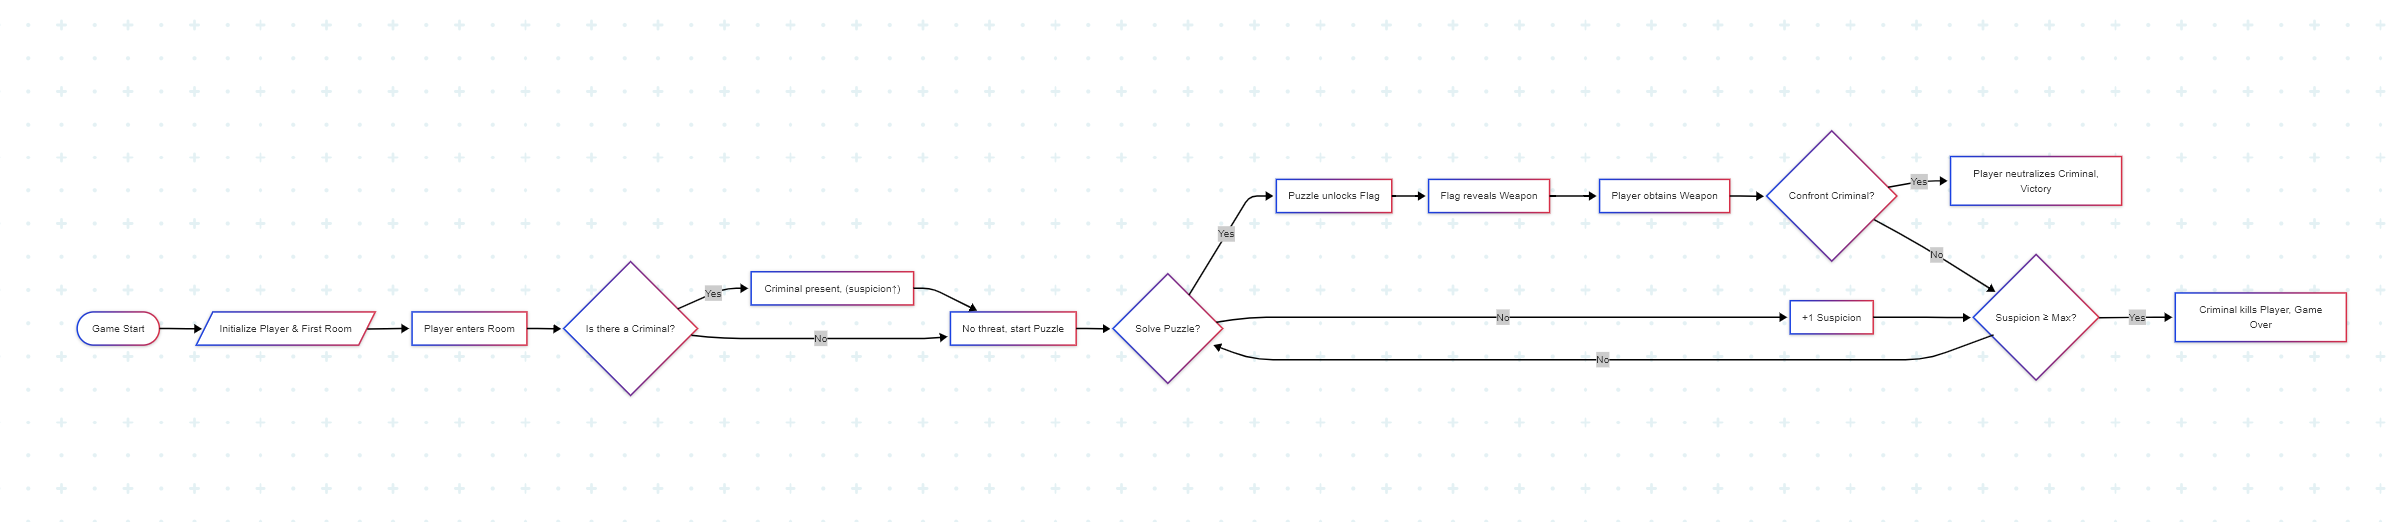 Game Start
Initialize Player & First Room
Player enters Room
Is there a Criminal?
Yes
Criminal present, (suspicion↑)
No
No threat, start Puzzle
Solve Puzzle?
Yes
Puzzle unlocks Flag
Flag reveals Weapon
Player obtains Weapon
Confront Criminal?
Yes
Player neutralizes Criminal,
Victory
No
No
+1 Suspicion
Suspicion ≥ Max?
Yes
Criminal kills Player, Game
Over
No